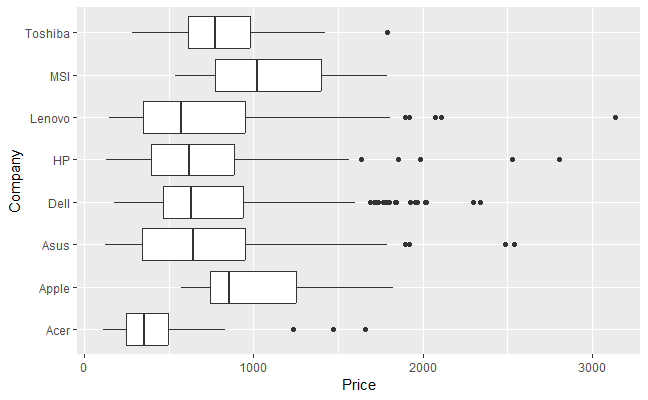 Toshiba
MSI
Lenovo
HP
Dell
Asus
Apple
Acer
Company
0 1000 2000 3000
Price